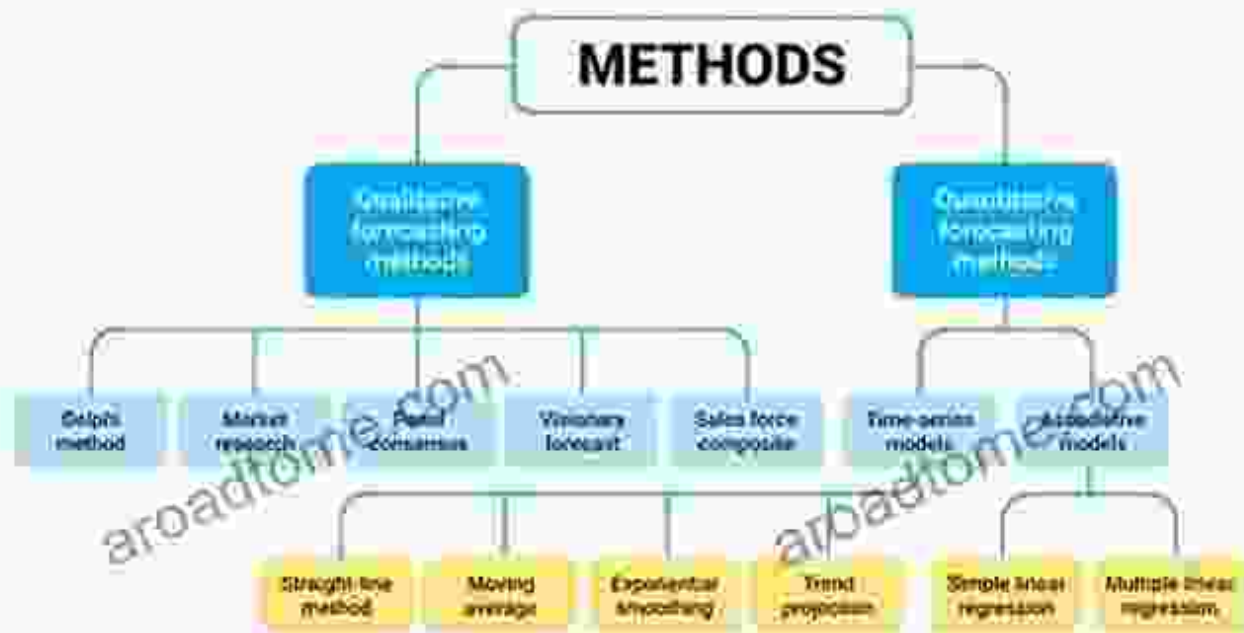 METHODS
Qualitative
forecasting
methods
Quantitative
forecasting
methods
Delphi
method
Market
research
Panel
consensus
Visionary
forecast
Sales force
composite
Time-series
models
Associative
models
Straight-line
method
Moving
average
Exponential
smoothing
Trend
projection
Simple linear
regression
Multiple linear
regression
aroadtome.com
aroadtome.com